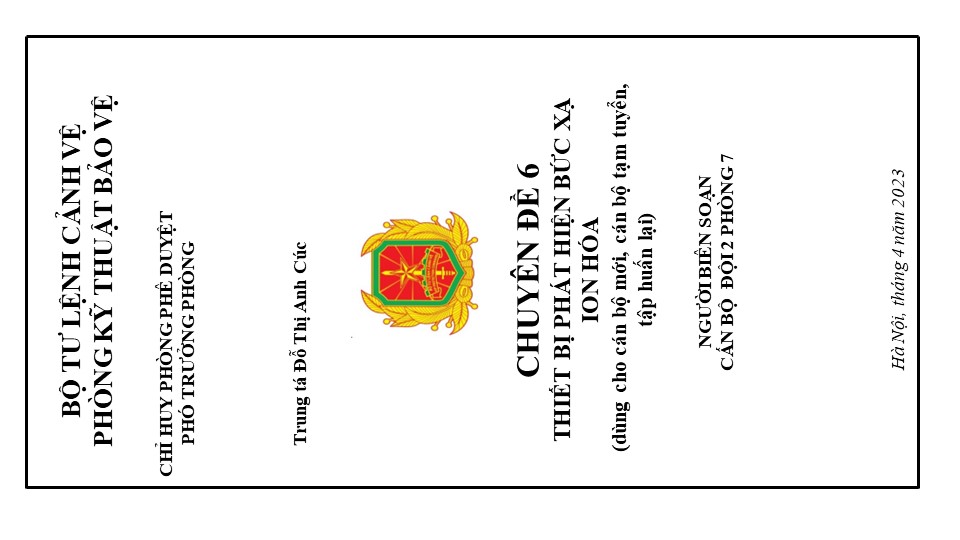 BỘ TƯ LỆNH CẢNH VỆ
PHÒNG KỸ THUẬT BẢO VỆ
CHỈ HUY PHÒNG PHÊ DUYỆT
PHÓ TRƯỞNG PHÒNG
Trung tá Đỗ Thị Anh Cúc
CHUYÊN ĐỀ 6
THIẾT BỊ PHÁT HIỆN BỨC XẠ
ION HÓA
(dùng cho cán bộ mới, cán bộ tạm tuyển,
tập huấn lại)
NGƯỜI BIÊN SOẠN
CẤN BỘ ĐỘI 2 PHÒNG 7
Hà Nội, tháng 4 năm 2023